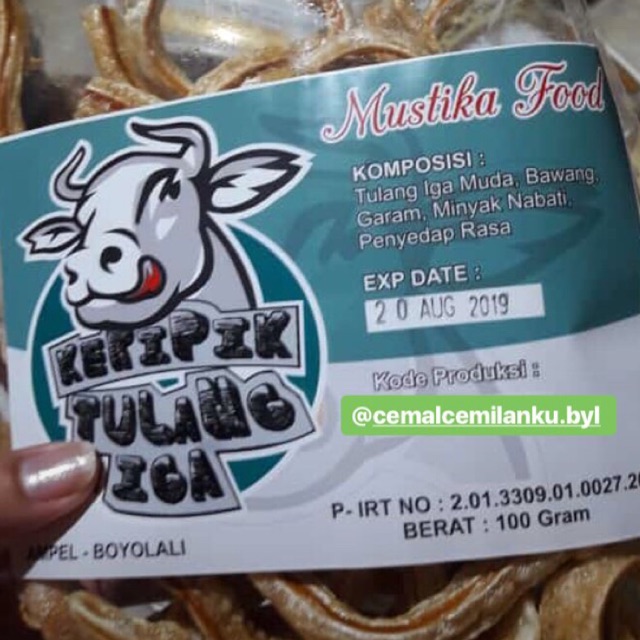 Mustika Food
KOMPOSISI :
Tulang Iga Muda, Bawang,
Garam, Minyak Nabati,
Penyedap Rasa
EXP DATE :
20 AUG 2019
Kode Produksi :
@cemalcemilanku.byl
KERIPIK
TULANG
IGA
P- IRT NO : 2.01.3309.01.0027.20
BERAT : 100 Gram
AMPEL - BOYOLALI